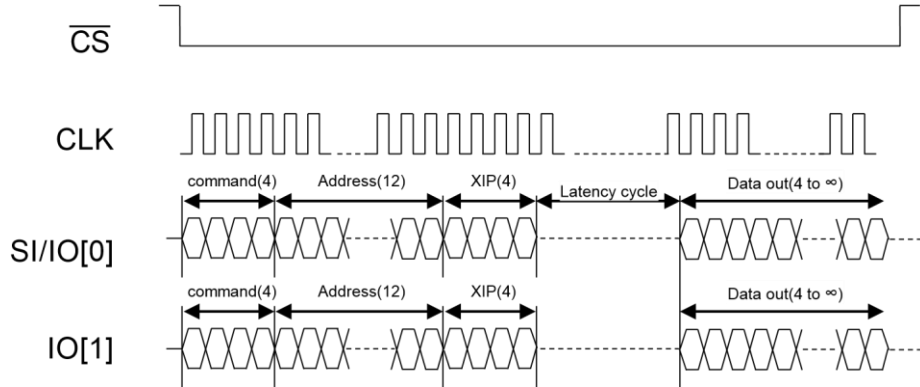 CS
CLK
command(4) Address(12) XIP(4) Latency cycle Data out(4 to ∞)
SI/IO[0]
command(4) Address(12) XIP(4) Data out(4 to ∞)
IO[1]